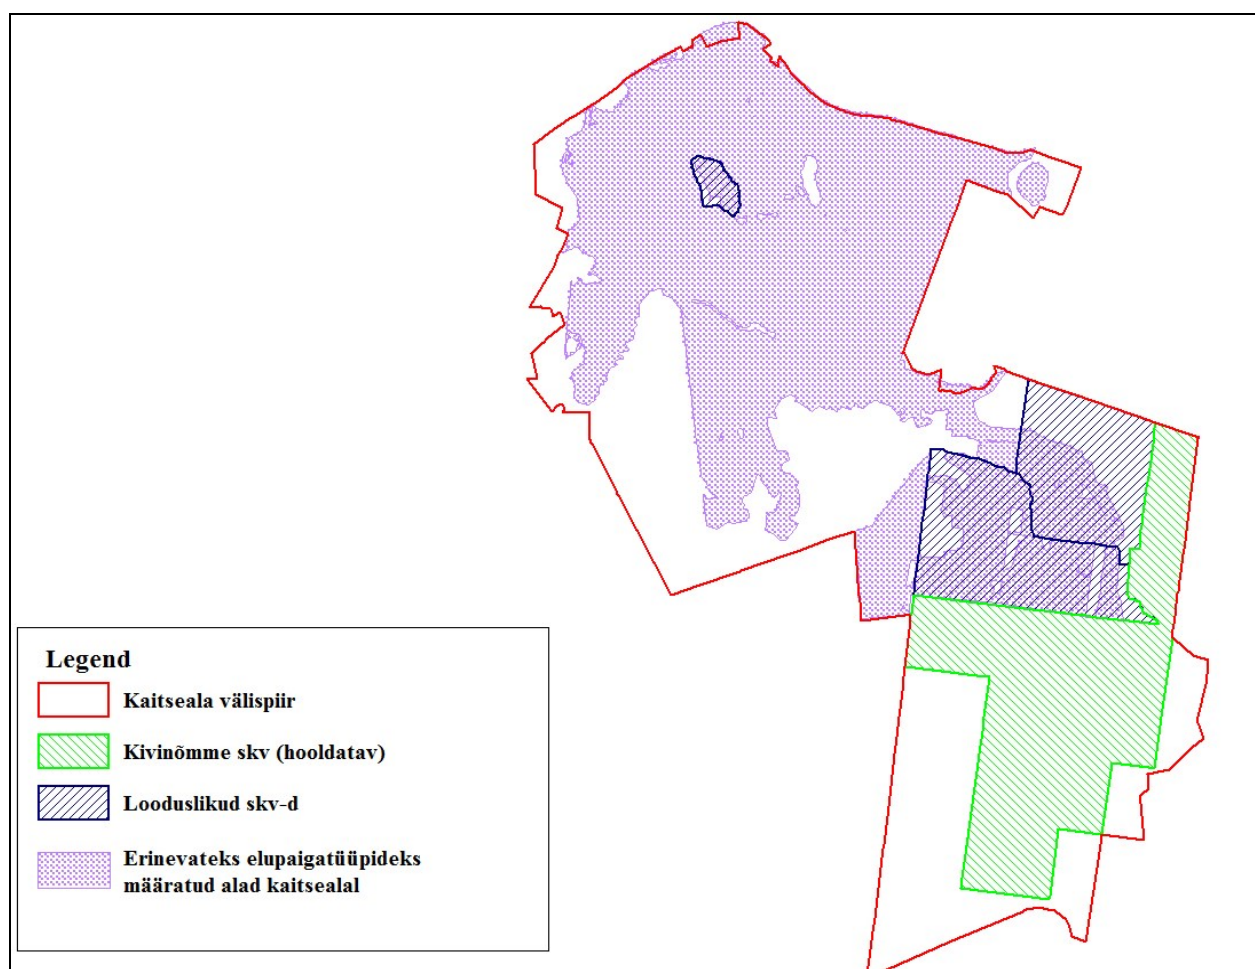 Legend
Kaitseala välispiir
Kivinõmme skv (hooldatav)
Looduslikud skv-d
Erinevateks elupaigatüüpideks
määratud alad kaitsealal